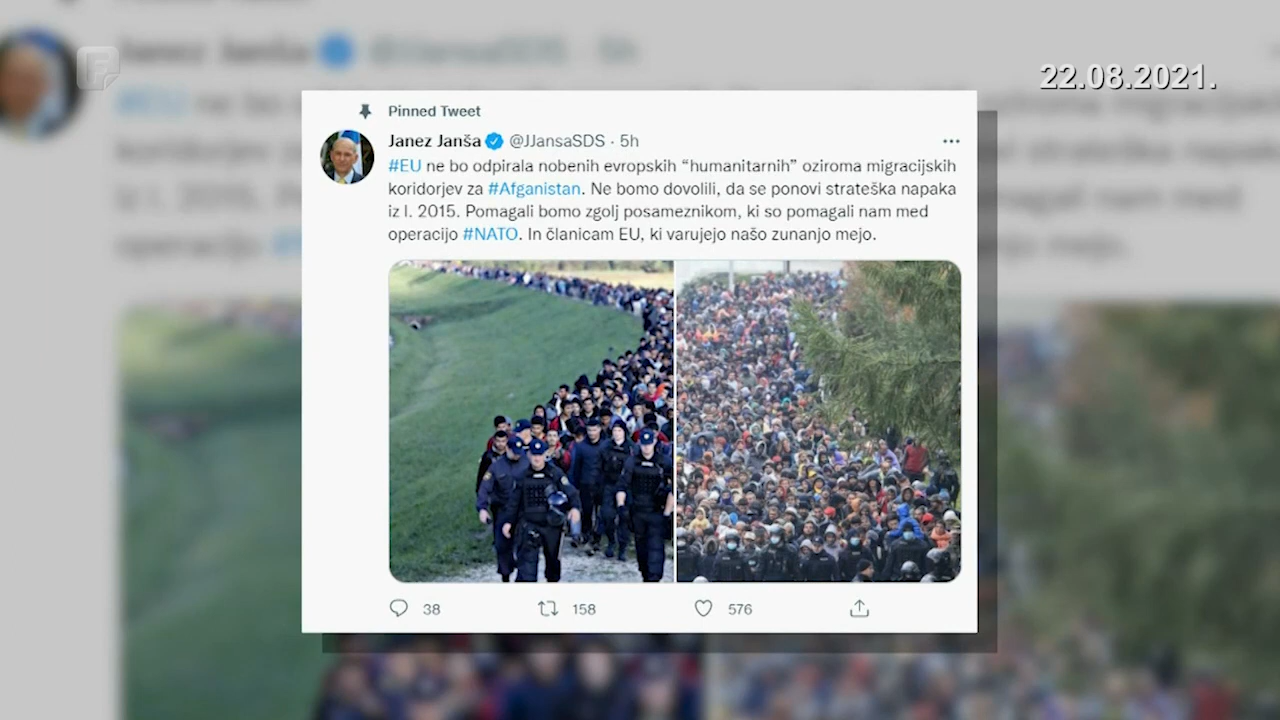 22.08.2021.
Pinned Tweet
Janez Janša @JJansaSDS · 5h
#EU ne bo odpirala nobenih evropskih “humanitarnih” oziroma migracijskih
koridorjev za #Afganistan. Ne bomo dovolili, da se ponovi strateška napaka
iz l. 2015. Pomagali bomo zgolj posameznikom, ki so pomagali nam med
operacijo #NATO. In članicam EU, ki varujejo našo zunanjo mejo.
38 158 576